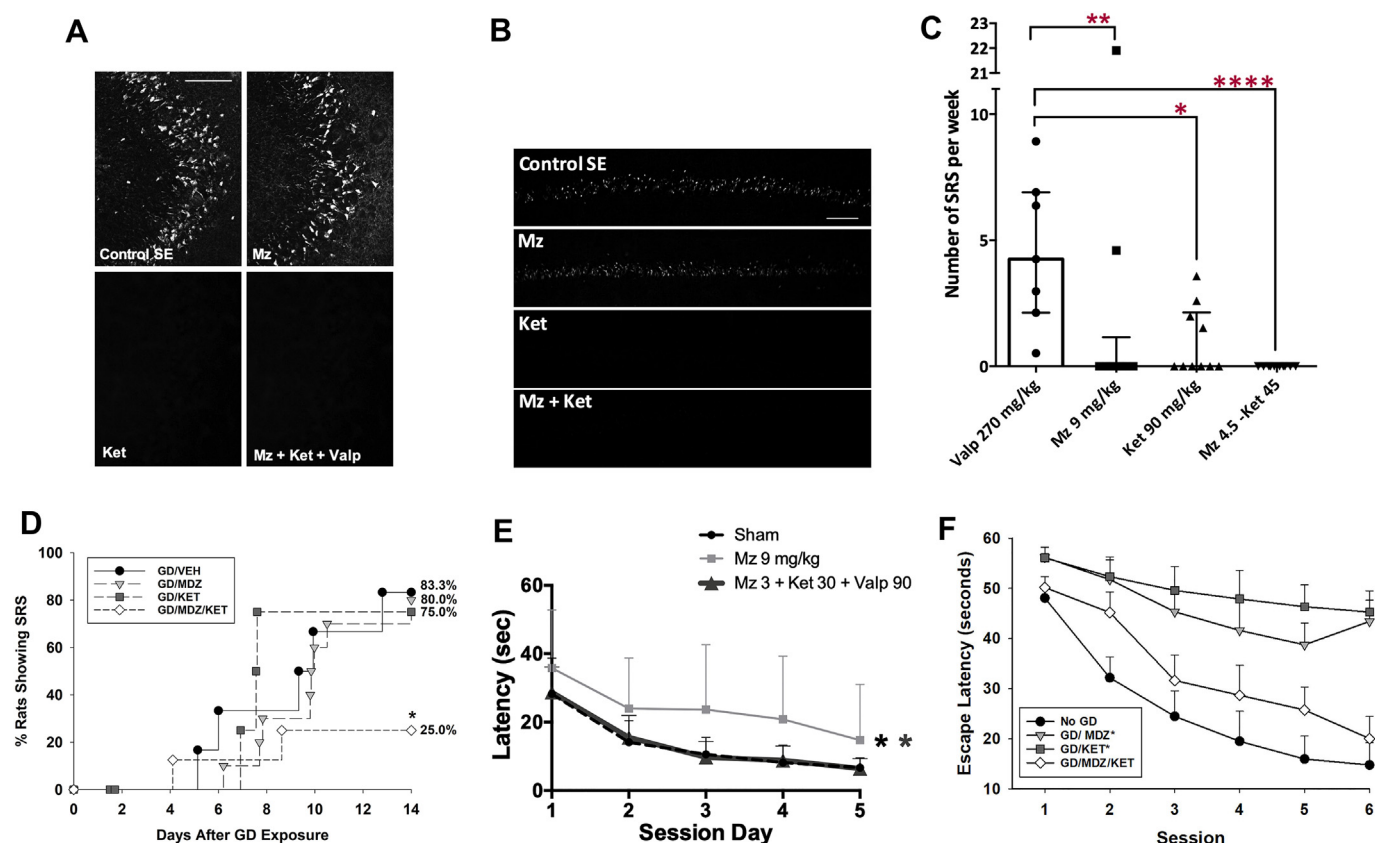 A
Control SE
Mz
Ket
Mz + Ket + Valp
B
Control SE
Mz
Ket
Mz + Ket
C
Number of SRS per week
23
22
21
10
5
0
**
****
*
Valp 270 mg/kg
Mz 9 mg/kg
Ket 90 mg/kg
Mz 4.5 -Ket 45
D
% Rats Showing SRS
100
80
60
40
20
0
GD/VEH
GD/MDZ
GD/KET
GD/MDZ/KET
83.3%
80.0%
75.0%
*
25.0%
0 2 4 6 8 10 12 14
Days After GD Exposure
E
Sham
Mz 9 mg/kg
Mz 3 + Ket 30 + Valp 90
Latency (sec)
60
40
20
0
* *
1 2 3 4 5
Session Day
F
Escape Latency (seconds)
60
50
40
30
20
10
No GD
GD/ MDZ*
GD/KET*
GD/MDZ/KET
1 2 3 4 5 6
Session